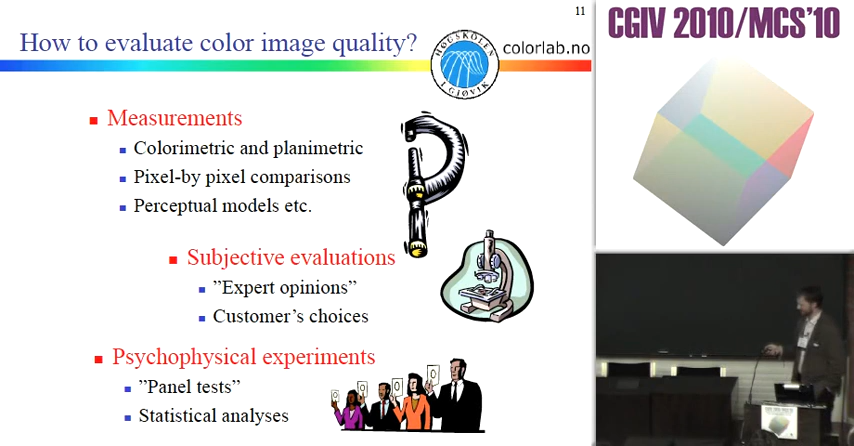 11
How to evaluate color image quality?
HØGSKOLEN
I GJØVIK
colorlab.no
Measurements
Colorimetric and planimetric
Pixel-by pixel comparisons
Perceptual models etc.
Subjective evaluations
”Expert opinions”
Customer’s choices
Psychophysical experiments
”Panel tests”
Statistical analyses
CGIV 2010/MCS’10